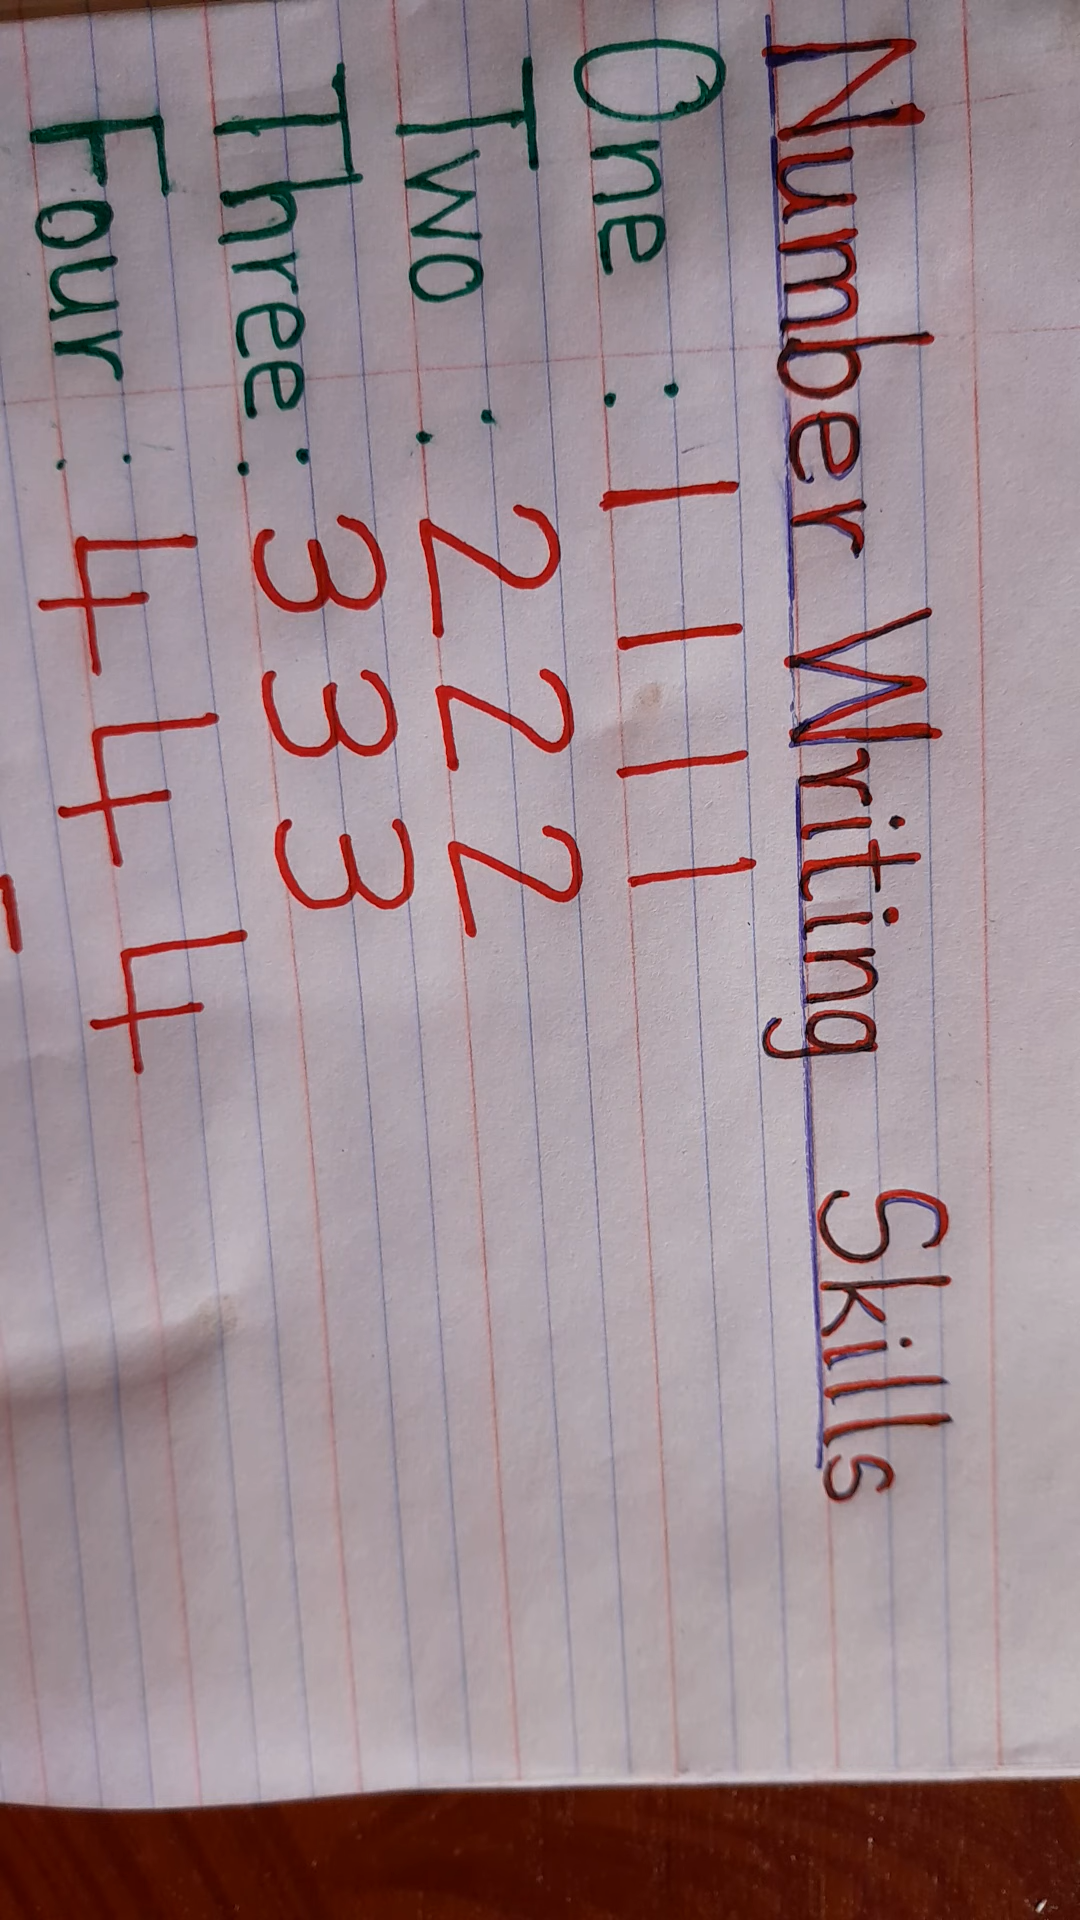 Number Writing Skills
One : 1 1 1 1
Two : 2 2 2
Three : 3 3 3
Four : 4 4 4